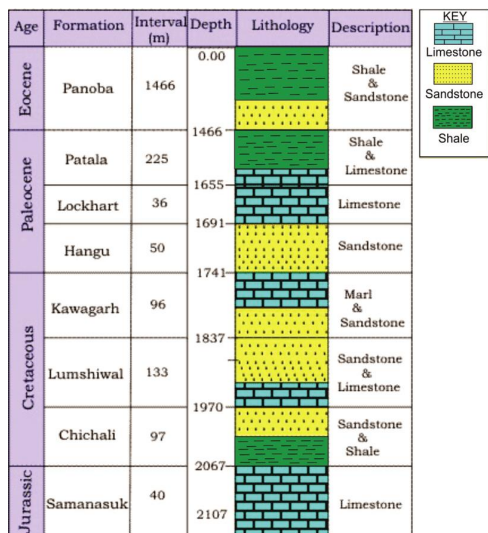 Age Formation Interval (m) Depth Lithology Description
Eocene
Panoba 1466
0.00
Shale
&
Sandstone
1466
Paleocene
Patala 225
Shale
&
Limestone
1655
Lockhart 36 Limestone
1691
Hangu 50 Sandstone
1741
Cretaceous
Kawagarh 96
Marl
&
Sandstone
1837
Lumshiwal 133
Sandstone
&
Limestone
1970
Chichali 97
Sandstone
&
Shale
2067
Jurassic
Samanasuk 40 Limestone
2107
KEY
Limestone
Sandstone
Shale